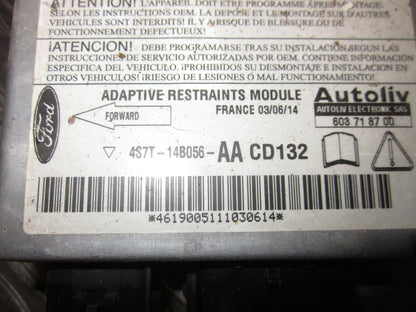 ATTENTION! L'APPAREIL DOIT ETRE PROGRAMME APRES MONTAGE
SELON LES INSTRUCTIONS OEM. LA DEPOSE ET LE MONTAGE SUR D'AUTRES
VEHICULES SONT INTERDITS! IL Y A RISQUE DE BLESSURE OU DE
FONCTIONNEMENT DEFECTUEUX!
¡ATENCION! DEBE PROGRAMARSE TRAS SU INSTALACION SEGUN LAS
INSTRUCCIONES DE SERVICIO AUTORIZADAS POR OEM. CONTIENE INFORMACION
ESPECIFICA DEL VEHICULO. PROHIBIDO SU DESMONTAJE O INSTALACION EN
OTROS VEHICULOS! ¡RIESGO DE LESIONES O MAL FUNCIONAMIENTO!
Ford
ADAPTIVE RESTRAINTS MODULE
FORWARD
FRANCE 03/06/14
Autoliv
AUTOLIV ELECTRONIC SAS
603 71 87 00
4S7T-14B056-AA CD132
*4619005111030614*